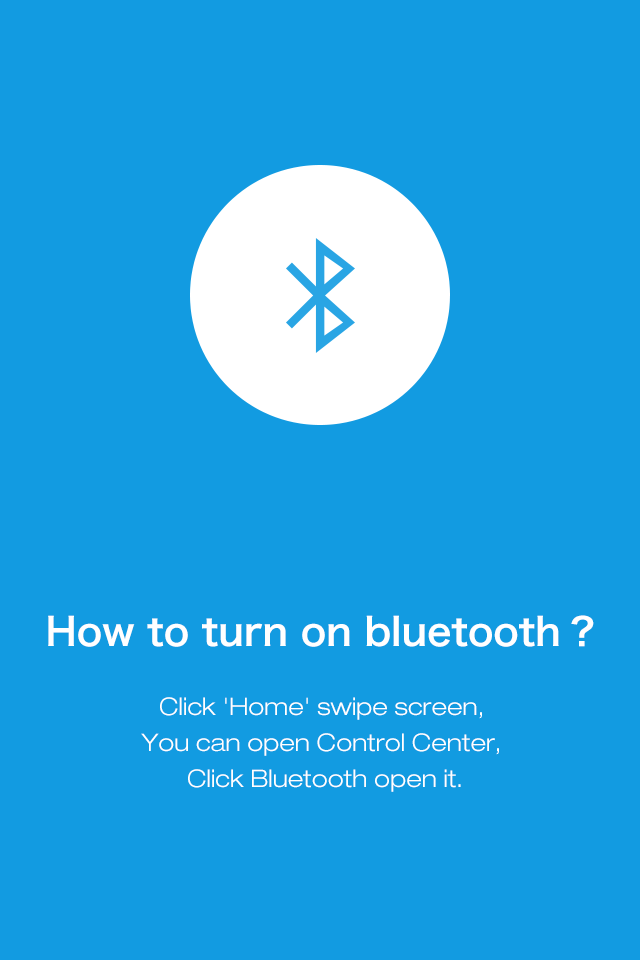 How to turn on bluetooth？
Click 'Home' swipe screen,
You can open Control Center,
Click Bluetooth open it.